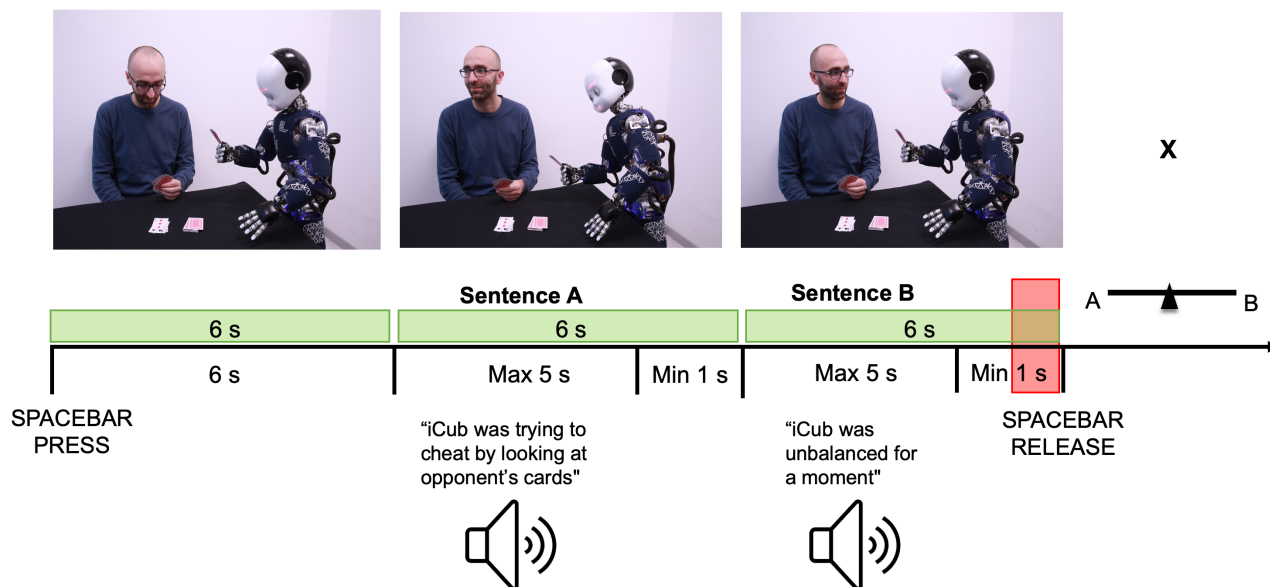 x
Sentence A
Sentence B
A
B
6 s
6 s
6 s
6 s
Max 5 s
Min 1 s
Max 5 s
Min 1 s
SPACEBAR
PRESS
“iCub was trying to
cheat by looking at
opponent’s cards"
“iCub was
unbalanced for
a moment"
SPACEBAR
RELEASE